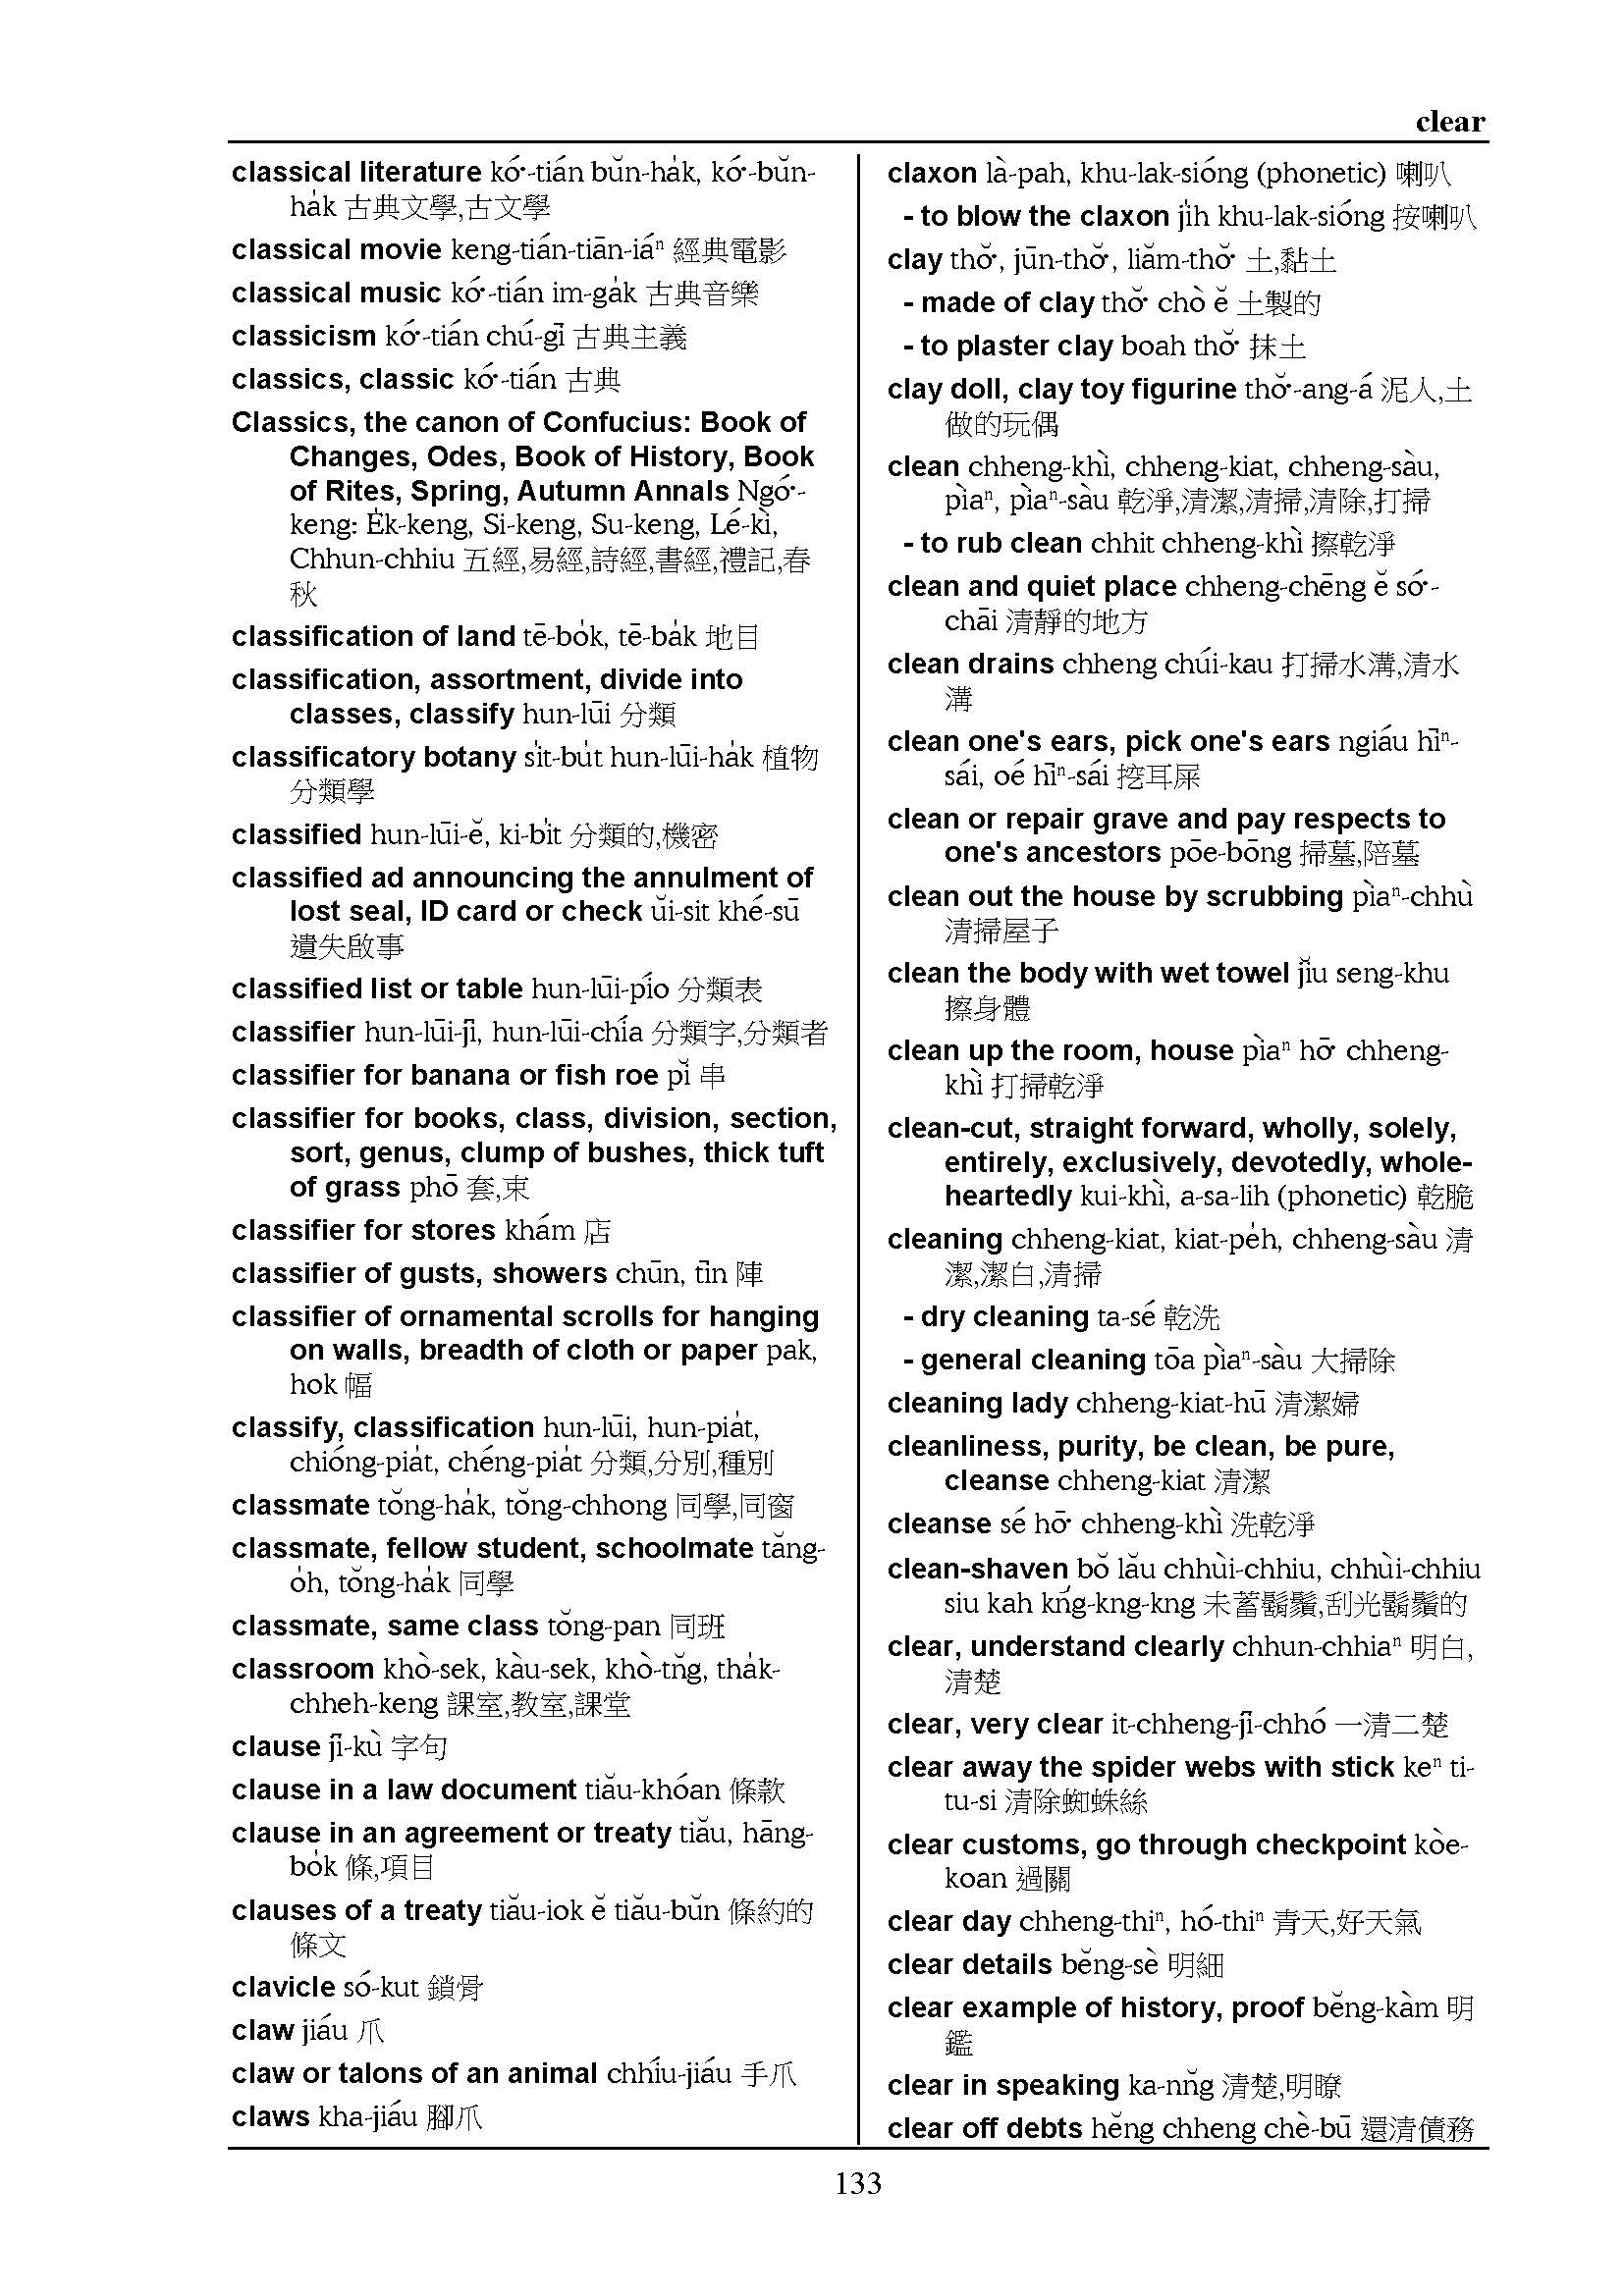 clear
classical literature kó͘-tián bŭn-ha̍k, kó͘-bŭn-
ha̍k 古典文學,古文學
classical movie keng-tián-tiān-iáⁿ 經典電影
classical music kó͘-tián im-ga̍k 古典音樂
classicism kó͘-tián chú-gī 古典主義
classics, classic kó͘-tián 古典
Classics, the canon of Confucius: Book of
Changes, Odes, Book of History, Book
of Rites, Spring, Autumn Annals Ngó͘-
keng: E̍k-keng, Si-keng, Su-keng, Lé-kì,
Chhun-chhiu 五經,易經,詩經,書經,禮記,春
秋
classification of land tē-bo̍k, tē-ba̍k 地目
classification, assortment, divide into
classes, classify hun-lūi 分類
classificatory botany si̍t-bu̍t hun-lūi-ha̍k 植物
分類學
classified hun-lūi-ĕ, ki-bi̍t 分類的,機密
classified ad announcing the annulment of
lost seal, ID card or check ŭi-sit khé-sū
遺失啟事
classified list or table hun-lūi-pío 分類表
classifier hun-lūi-jī, hun-lūi-chía 分類字,分類者
classifier for banana or fish roe pĭ 串
classifier for books, class, division, section,
sort, genus, clump of bushes, thick tuft
of grass phō 套,束
classifier for stores khám 店
classifier of gusts, showers chūn, tīn 陣
classifier of ornamental scrolls for hanging
on walls, breadth of cloth or paper pak,
hok 幅
classify, classification hun-lūi, hun-pia̍t,
chióng-pia̍t, chéng-pia̍t 分類,分別,種別
classmate tŏng-ha̍k, tŏng-chhong 同學,同窗
classmate, fellow student, schoolmate tăng-
o̍h, tŏng-ha̍k 同學
classmate, same class tŏng-pan 同班
classroom khò-sek, kàu-sek, khò-tn̆g, tha̍k-
chheh-keng 課室,教室,課堂
clause jī-kù 字句
clause in a law document tiău-khóan 條款
clause in an agreement or treaty tiău, hāng-
bo̍k 條,項目
clauses of a treaty tiău-iok ĕ tiău-bŭn 條約的
條文
clavicle só-kut 鎖骨
claw jiáu 爪
claw or talons of an animal chhíu-jiáu 手爪
claws kha-jiáu 腳爪
claxon là-pah, khu-lak-sióng (phonetic) 喇叭
- to blow the claxon ji̍h khu-lak-sióng 按喇叭
clay thŏ͘, jūn-thŏ͘, liăm-thŏ͘ 土,黏土
- made of clay thŏ͘ chò ĕ 土製的
- to plaster clay boah thŏ͘ 抹土
clay doll, clay toy figurine thŏ͘-ang-á 泥人,土
做的玩偶
clean chheng-khì, chheng-kiat, chheng-sàu,
pìaⁿ, pìaⁿ-sàu 乾淨,清潔,清掃,清除,打掃
- to rub clean chhit chheng-khì 擦乾淨
clean and quiet place chheng-chēng ĕ só͘-
chāi 清靜的地方
clean drains chheng chúi-kau 打掃水溝,清水
溝
clean one's ears, pick one's ears ngiáu hīⁿ-
sái, oé hīⁿ-sái 挖耳屎
clean or repair grave and pay respects to
one's ancestors pōe-bōng 掃墓,陪墓
clean out the house by scrubbing pìaⁿ-chhù
清掃屋子
clean the body with wet towel jĭu seng-khu
擦身體
clean up the room, house pìaⁿ hō͘ chheng-
khì 打掃乾淨
clean-cut, straight forward, wholly, solely,
entirely, exclusively, devotedly, whole-
heartedly kui-khì, a-sa-lih (phonetic) 乾脆
cleaning chheng-kiat, kiat-pe̍h, chheng-sàu 清
潔,潔白,清掃
- dry cleaning ta-sé 乾洗
- general cleaning tōa pìaⁿ-sàu 大掃除
cleaning lady chheng-kiat-hū 清潔婦
cleanliness, purity, be clean, be pure,
cleanse chheng-kiat 清潔
cleanse sé hō͘ chheng-khì 洗乾淨
clean-shaven bŏ lău chhùi-chhiu, chhùi-chhiu
siu kah kńg-kng-kng 未蓄鬍鬚,刮光鬍鬚的
clear, understand clearly chhun-chhiaⁿ 明白,
清楚
clear, very clear it-chheng-jī-chhó 一清二楚
clear away the spider webs with stick keⁿ ti-
tu-si 清除蜘蛛絲
clear customs, go through checkpoint kòe-
koan 過關
clear day chheng-thiⁿ, hó-thiⁿ 青天,好天氣
clear details bĕng-sè 明細
clear example of history, proof bĕng-kàm 明
鑑
clear in speaking ka-nn̆g 清楚,明瞭
clear off debts hĕng chheng chè-bū 還清債務
133